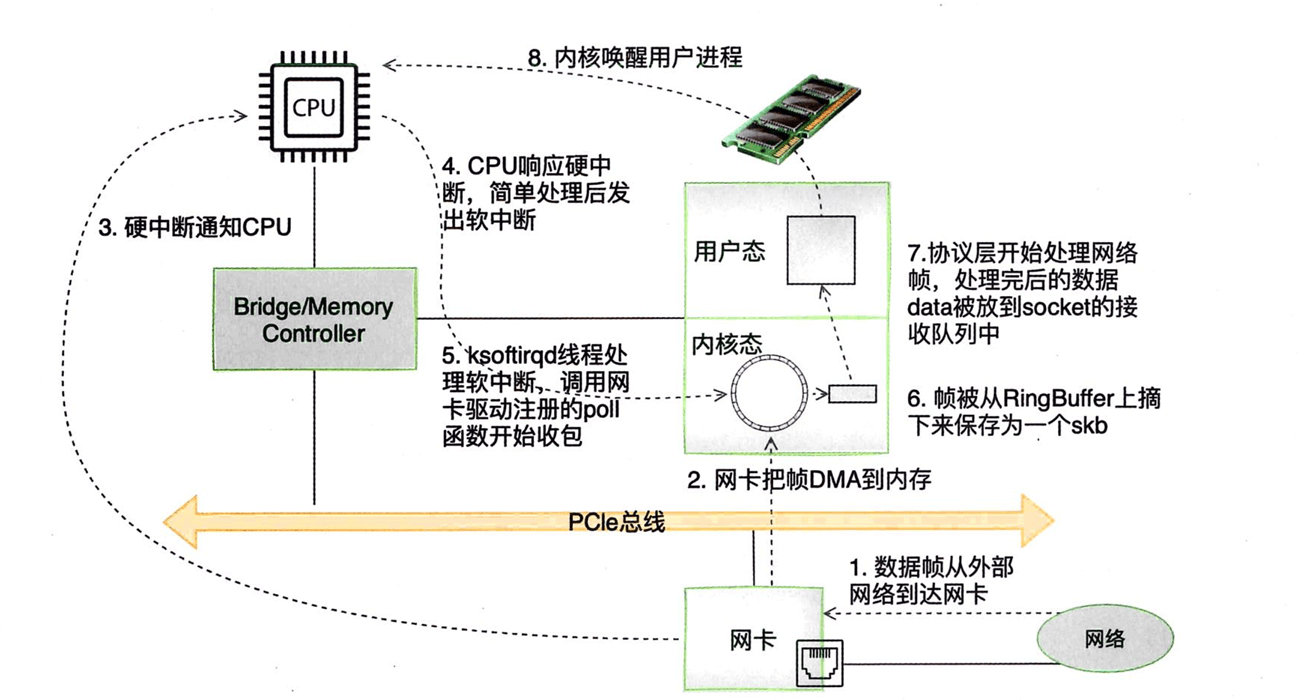 8. 内核唤醒用户进程
CPU
4. CPU响应硬中
断，简单处理后发
出软中断
3. 硬中断通知CPU
用户态
7.协议层开始处理网络
帧，处理完后的数据
data被放到socket的接
收队列中
Bridge/Memory
Controller
内核态
5. ksoftirqd线程处
理软中断，调用网
卡驱动注册的poll
函数开始收包
6. 帧被从RingBuffer上摘
下来保存为一个skb
2. 网卡把帧DMA到内存
PCIe总线
1. 数据帧从外部
网络到达网卡
网卡
网络